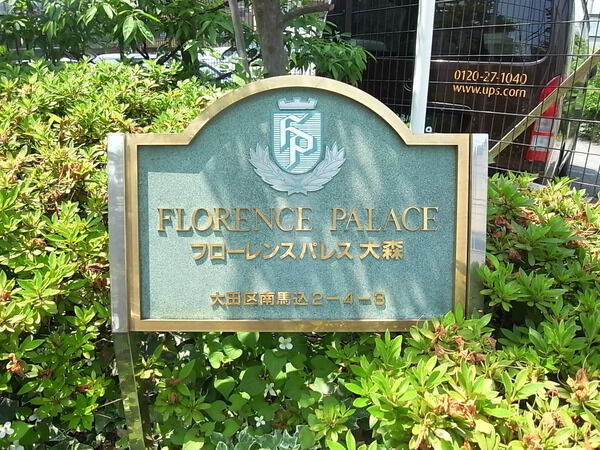 0120-27-1040
www.ups.com
FP
FLORENCE PALACE
フローレンスパレス大森
大田区南馬込2-4-8